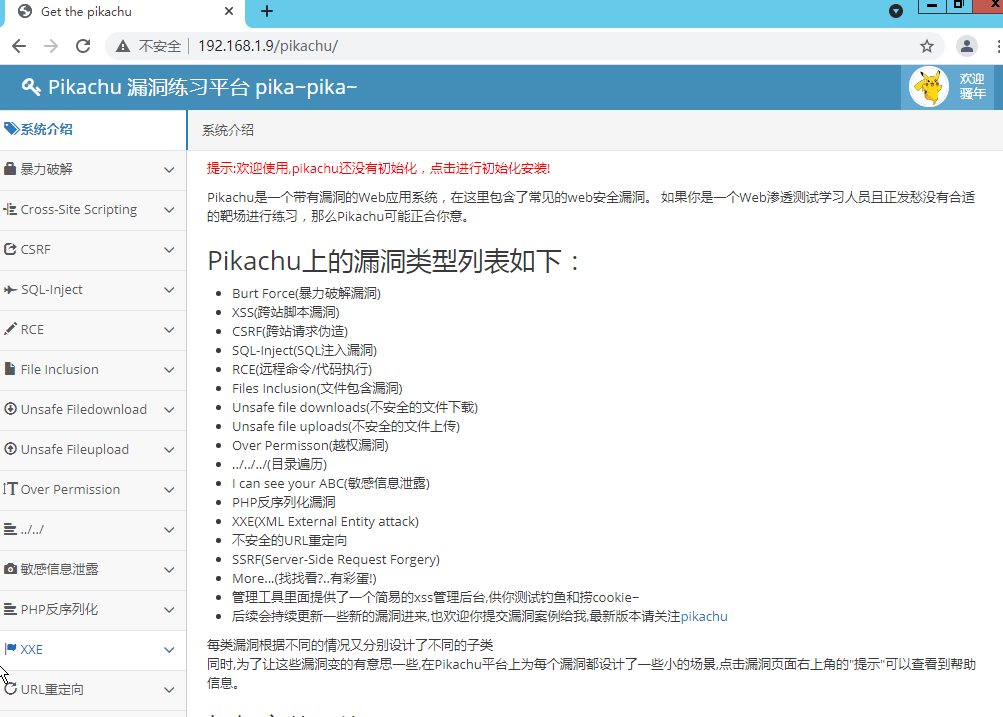 Get the pikachu
不安全 192.168.1.9/pikachu/
Pikachu 漏洞练习平台 pika~pika~
欢迎
骚年
系统介绍
暴力破解
Cross-Site Scripting
CSRF
SQL-Inject
RCE
File Inclusion
Unsafe Filedownload
Unsafe Fileupload
Over Permission
../../
敏感信息泄露
PHP反序列化
XXE
URL重定向
系统介绍
提示:欢迎使用,pikachu还没有初始化，点击进行初始化安装!
Pikachu是一个带有漏洞的Web应用系统，在这里包含了常见的web安全漏洞。 如果你是一个Web渗透测试学习人员且正发愁没有合适
的靶场进行练习，那么Pikachu可能正合你意。
Pikachu上的漏洞类型列表如下：
Burt Force(暴力破解漏洞)
XSS(跨站脚本漏洞)
CSRF(跨站请求伪造)
SQL-Inject(SQL注入漏洞)
RCE(远程命令/代码执行)
Files Inclusion(文件包含漏洞)
Unsafe file downloads(不安全的文件下载)
Unsafe file uploads(不安全的文件上传)
Over Permisson(越权漏洞)
../../../(目录遍历)
I can see your ABC(敏感信息泄露)
PHP反序列化漏洞
XXE(XML External Entity attack)
不安全的URL重定向
SSRF(Server-Side Request Forgery)
More...(找找看?..有彩蛋!)
管理工具里面提供了一个简易的xss管理后台,供你测试钓鱼和捞cookie~
后续会持续更新一些新的漏洞进来,也欢迎你提交漏洞案例给我,最新版本请关注pikachu
每类漏洞根据不同的情况又分别设计了不同的子类
同时,为了让这些漏洞变的有意思一些,在Pikachu平台上为每个漏洞都设计了一些小的场景,点击漏洞页面右上角的"提示"可以查看到帮助
信息。